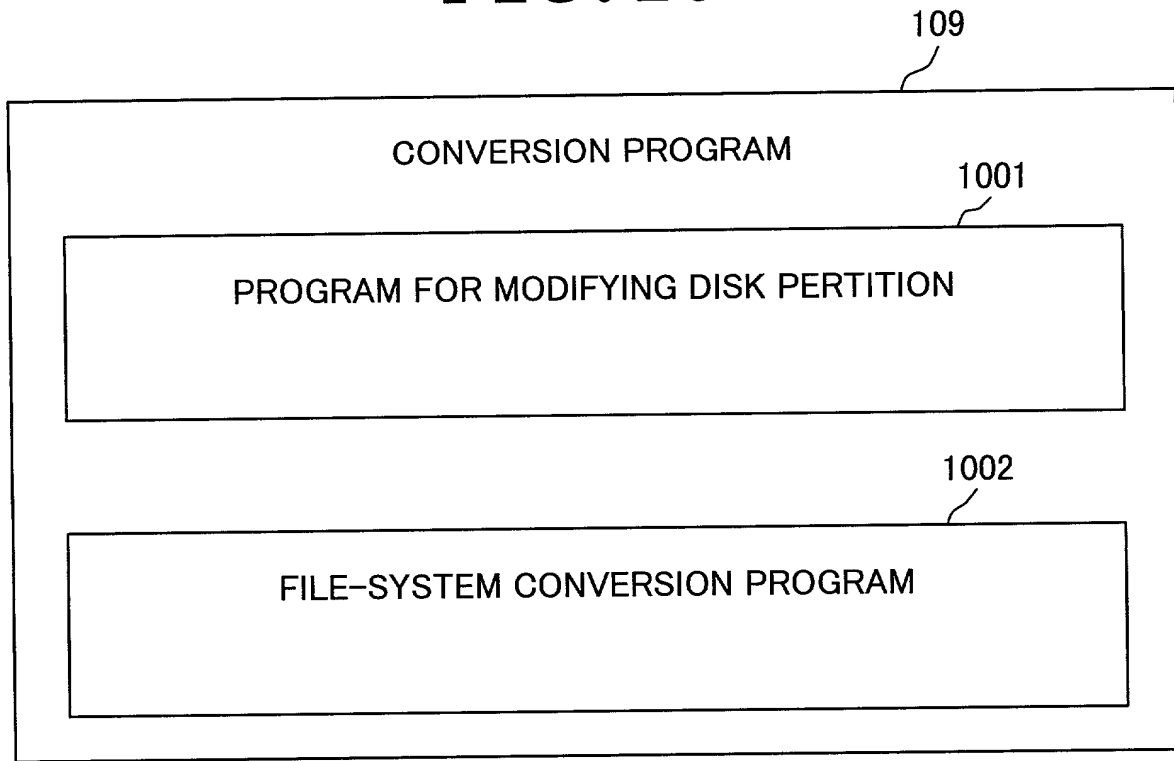 109
CONVERSION PROGRAM
1001
PROGRAM FOR MODIFYING DISK PERTITION
1002
FILE-SYSTEM CONVERSION PROGRAM